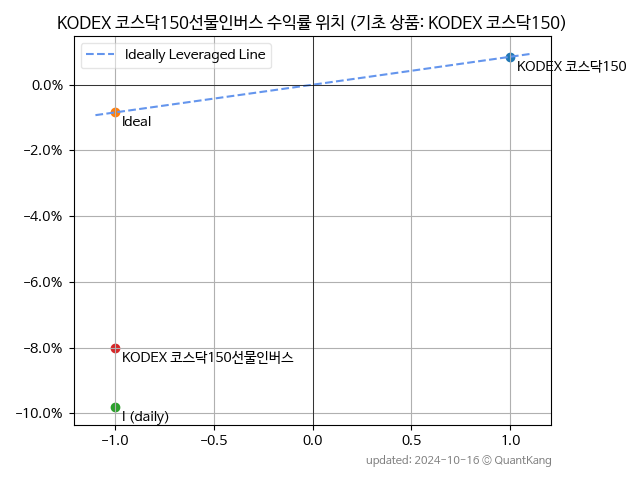 KODEX 코스닥150선물인버스 수익률 위치 (기초 상품: KODEX 코스닥150)
Ideally Leveraged Line
0.0%
−2.0%
−4.0%
−6.0%
−8.0%
−10.0%
KODEX 코스닥150
Ideal
KODEX 코스닥150선물인버스
I (daily)
−1.0 −0.5 0.0 0.5 1.0
updated: 2024-10-16 © QuantKang